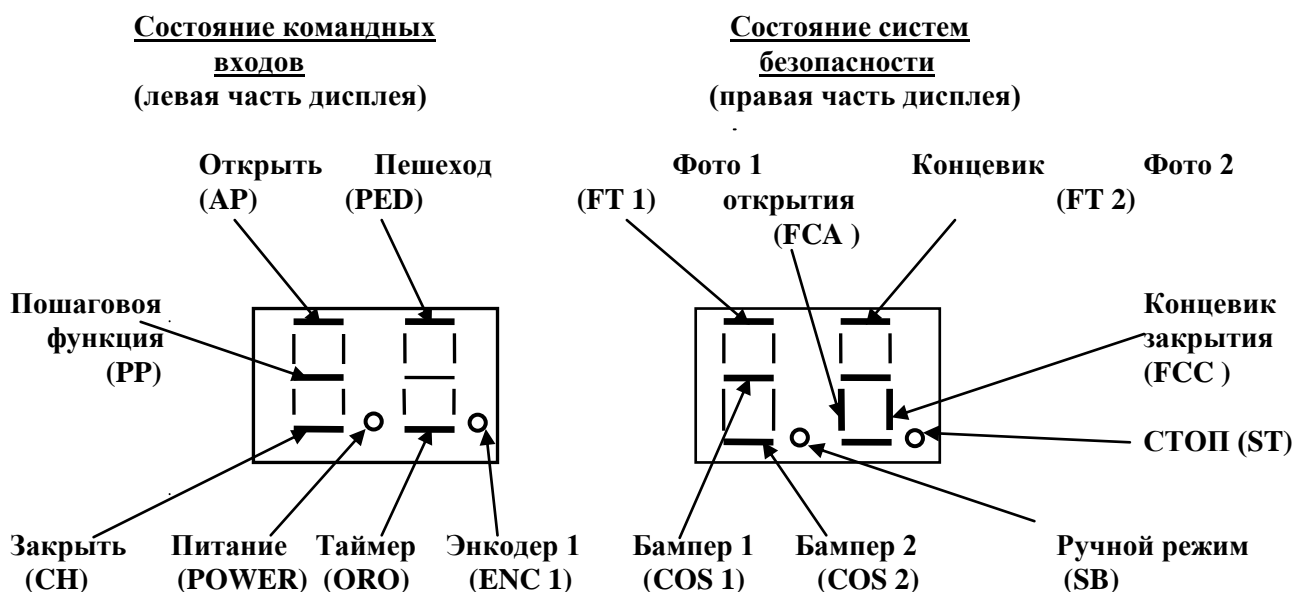 Состояние командных
входов
(левая часть дисплея)
Состояние систем
безопасности
(правая часть дисплея)
Открыть Пешеход
(AP) (PED)
Фото 1 Концевик Фото 2
(FT 1) открытия (FT 2)
(FCA )
Пошаговоя
функция
(PP)
Концевик
закрытия
(FCC )
СТОП (ST)
Закрыть Питание Таймер Энкодер 1
(CH) (POWER) (ORO) (ENC 1)
Бампер 1 Бампер 2 Ручной режим
(COS 1) (COS 2) (SB)